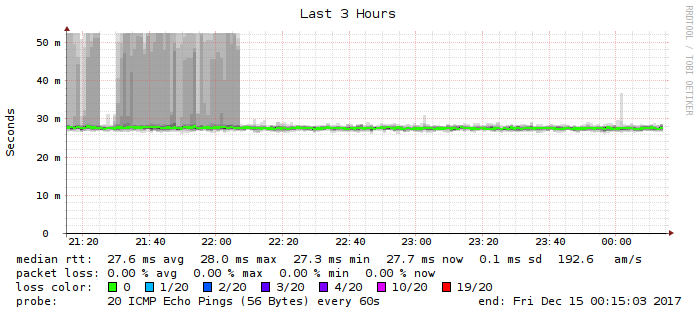 Last 3 Hours
RRDTOOL / TOBI OETIKER
Seconds
50 m
40 m
30 m
20 m
10 m
0
21:20 21:40 22:00 22:20 22:40 23:00 23:20 23:40 00:00
median rtt: 27.6 ms avg 28.0 ms max 27.3 ms min 27.7 ms now 0.1 ms sd 192.6 am/s
packet loss: 0.00 % avg 0.00 % max 0.00 % min 0.00 % now
loss color: 0 1/20 2/20 3/20 4/20 10/20 19/20
probe: 20 ICMP Echo Pings (56 Bytes) every 60s end: Fri Dec 15 00:15:03 2017